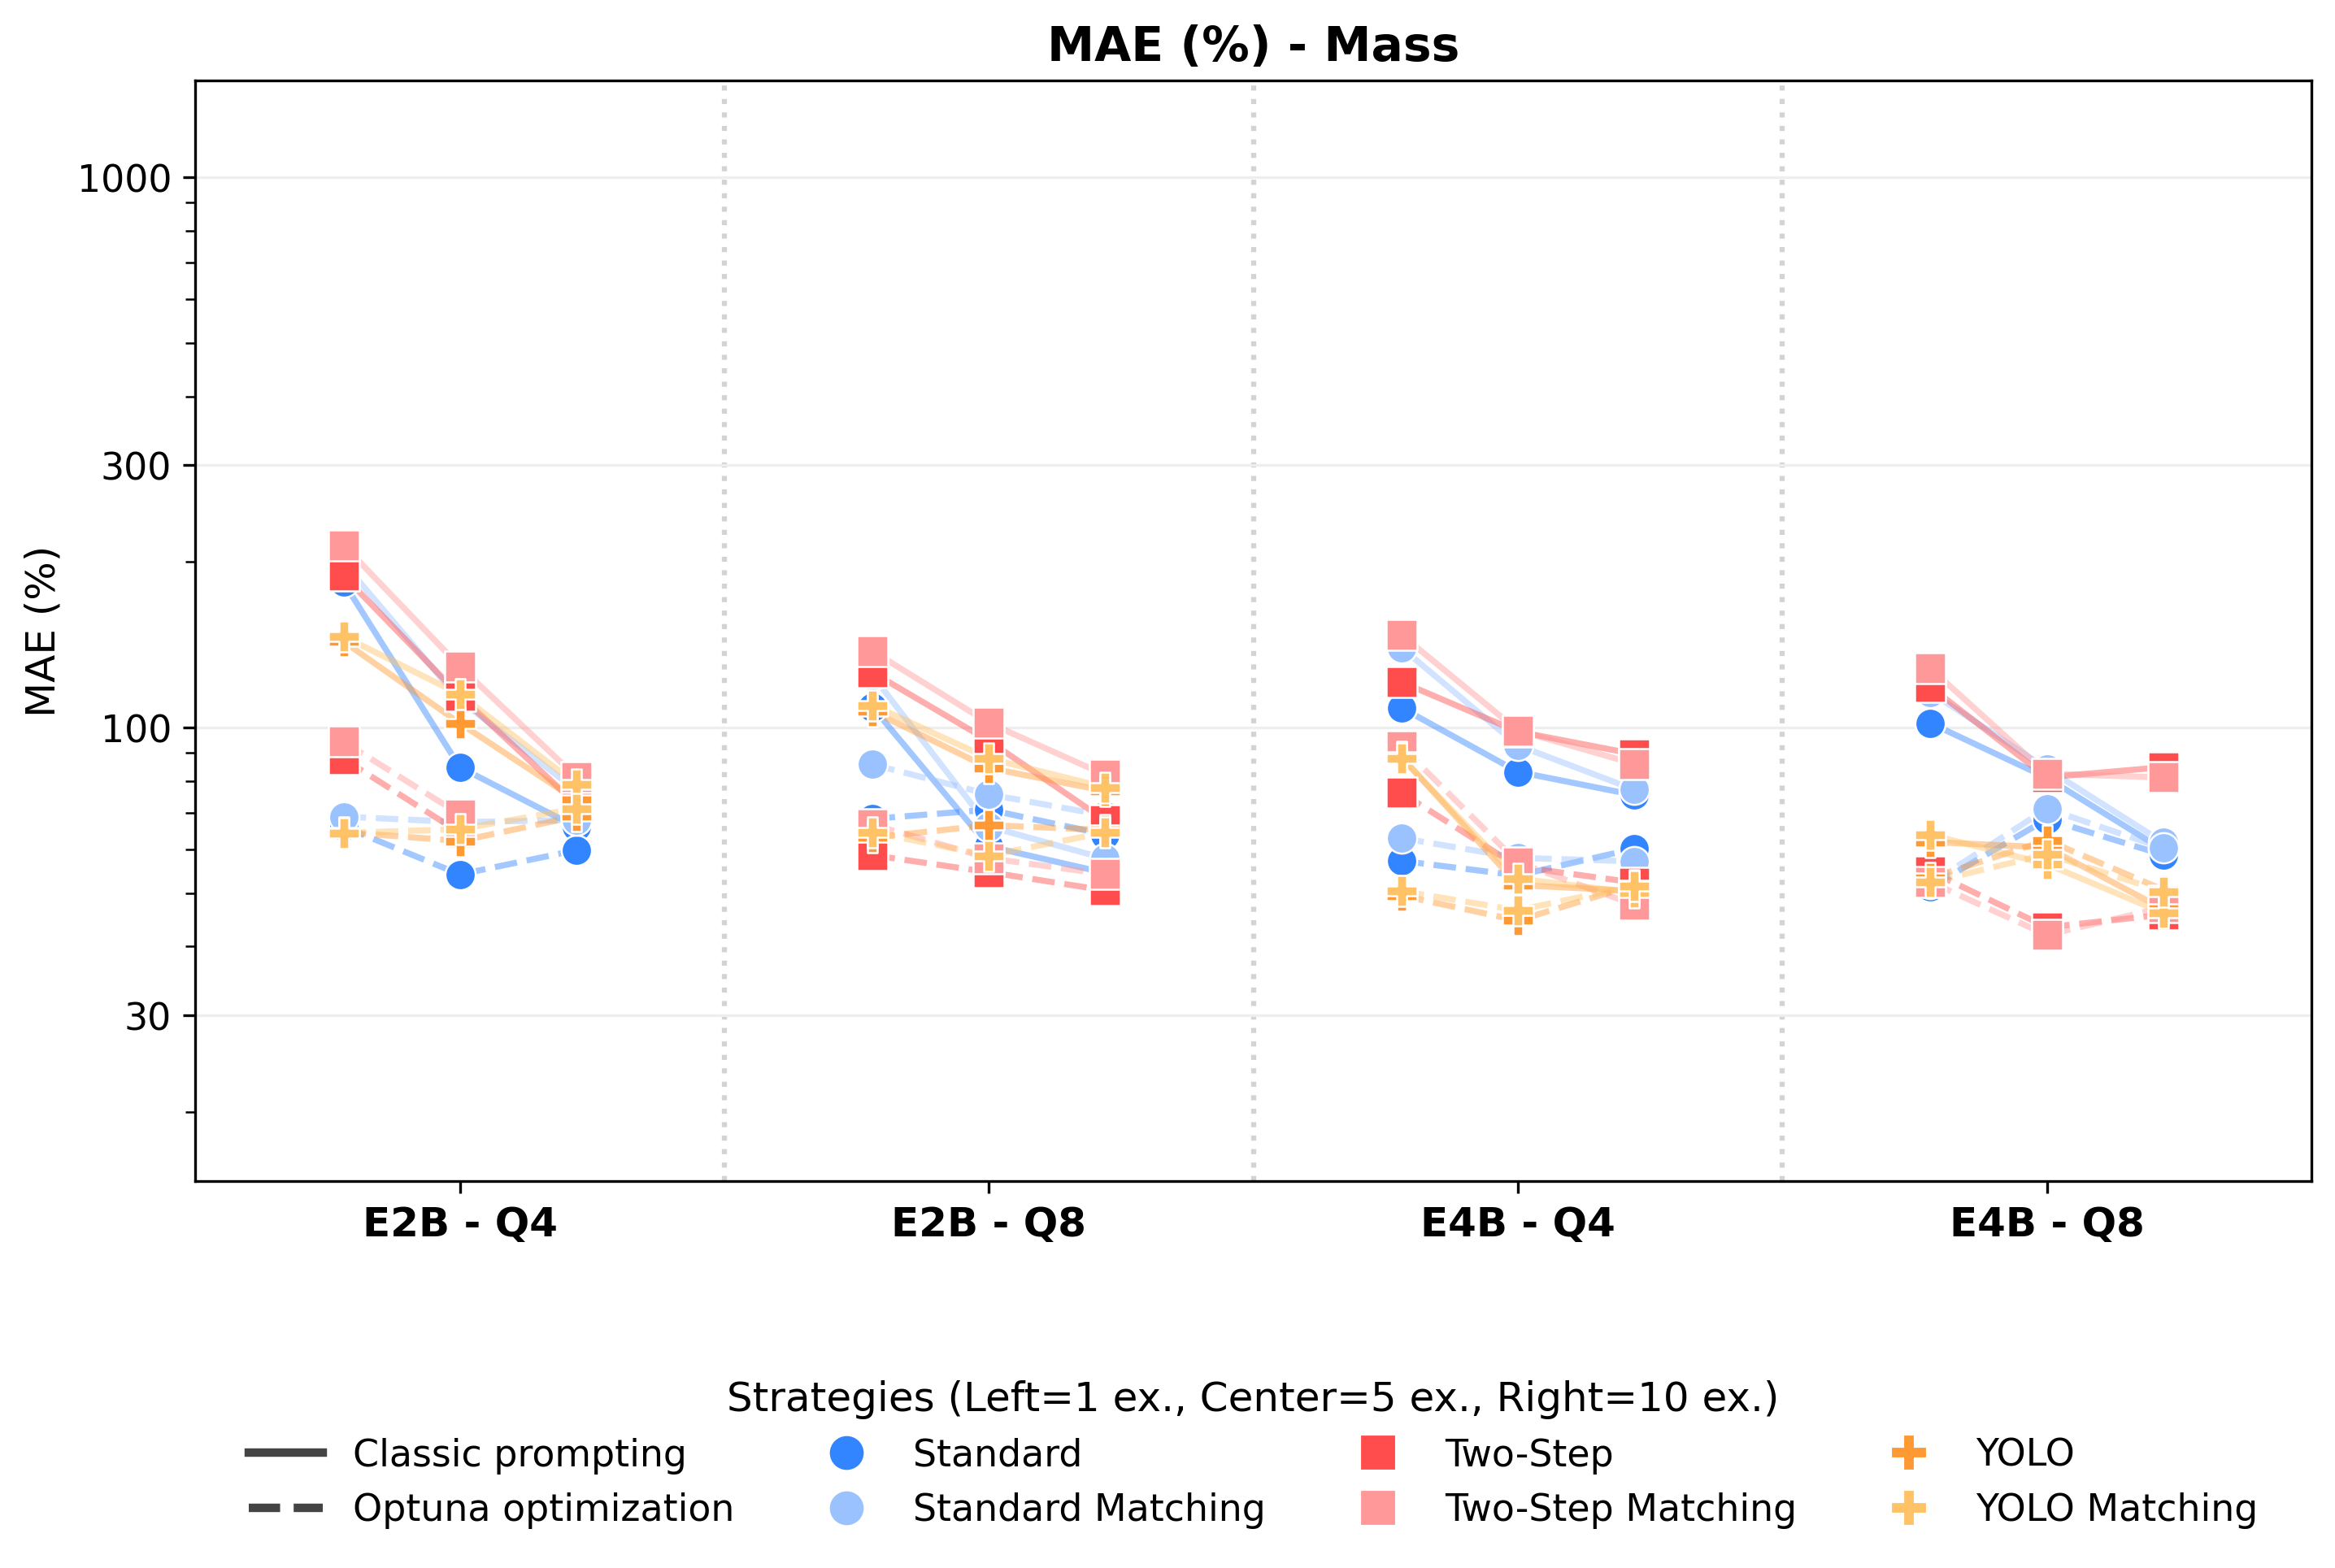 MAE (%) - Mass
1000
300
100
30
MAE (%)
E2B - Q4
E2B - Q8
E4B - Q4
E4B - Q8
Strategies (Left=1 ex., Center=5 ex., Right=10 ex.)
Classic prompting
Optuna optimization
Standard
Standard Matching
Two-Step
Two-Step Matching
YOLO
YOLO Matching